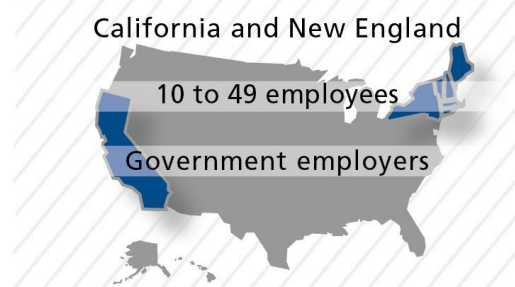 California and New England
10 to 49 employees
Government employers